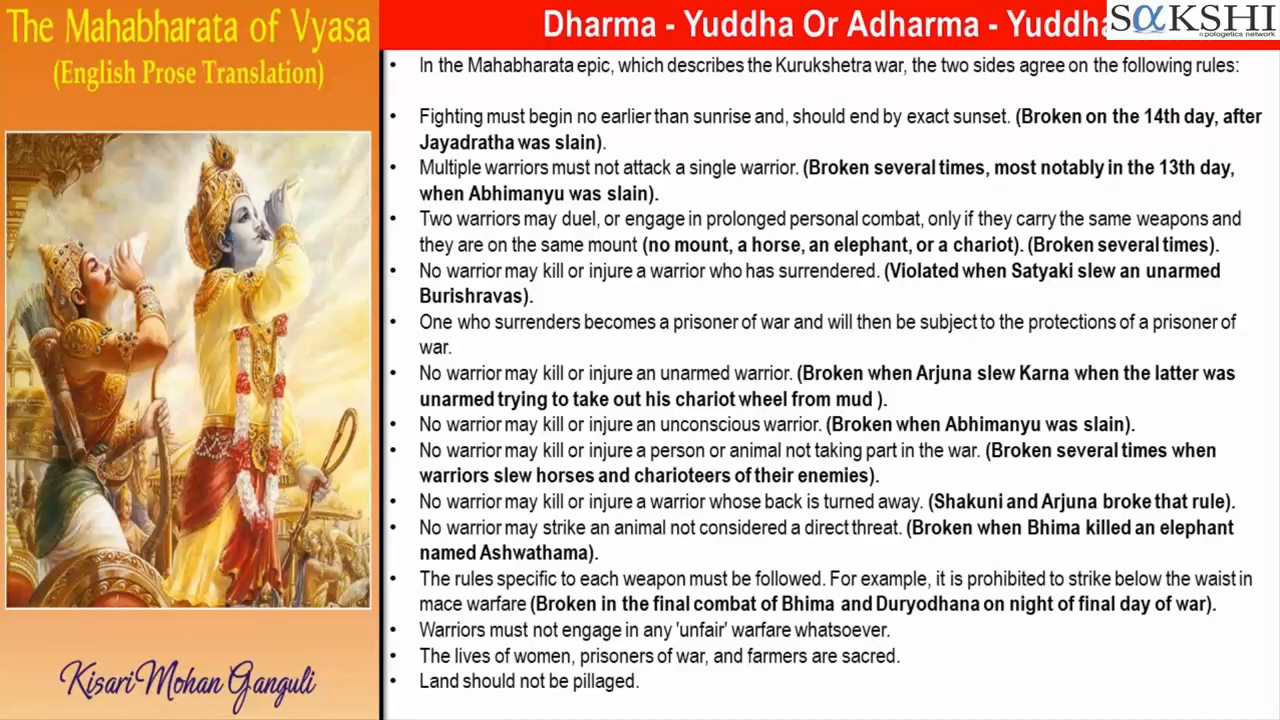 The Mahabharata of Vyasa
(English Prose Translation)
Kisari Mohan Ganguli
Dharma - Yuddha Or Adharma - Yuddha
SαKSHI
apologetics network
• In the Mahabharata epic, which describes the Kurukshetra war, the two sides agree on the following rules:
• Fighting must begin no earlier than sunrise and, should end by exact sunset. (Broken on the 14th day, after
Jayadratha was slain).
• Multiple warriors must not attack a single warrior. (Broken several times, most notably in the 13th day,
when Abhimanyu was slain).
• Two warriors may duel, or engage in prolonged personal combat, only if they carry the same weapons and
they are on the same mount (no mount, a horse, an elephant, or a chariot). (Broken several times).
• No warrior may kill or injure a warrior who has surrendered. (Violated when Satyaki slew an unarmed
Burishravas).
• One who surrenders becomes a prisoner of war and will then be subject to the protections of a prisoner of
war.
• No warrior may kill or injure an unarmed warrior. (Broken when Arjuna slew Karna when the latter was
unarmed trying to take out his chariot wheel from mud ).
• No warrior may kill or injure an unconscious warrior. (Broken when Abhimanyu was slain).
• No warrior may kill or injure a person or animal not taking part in the war. (Broken several times when
warriors slew horses and charioteers of their enemies).
• No warrior may kill or injure a warrior whose back is turned away. (Shakuni and Arjuna broke that rule).
• No warrior may strike an animal not considered a direct threat. (Broken when Bhima killed an elephant
named Ashwathama).
• The rules specific to each weapon must be followed. For example, it is prohibited to strike below the waist in
mace warfare (Broken in the final combat of Bhima and Duryodhana on night of final day of war).
• Warriors must not engage in any 'unfair' warfare whatsoever.
• The lives of women, prisoners of war, and farmers are sacred.
• Land should not be pillaged.